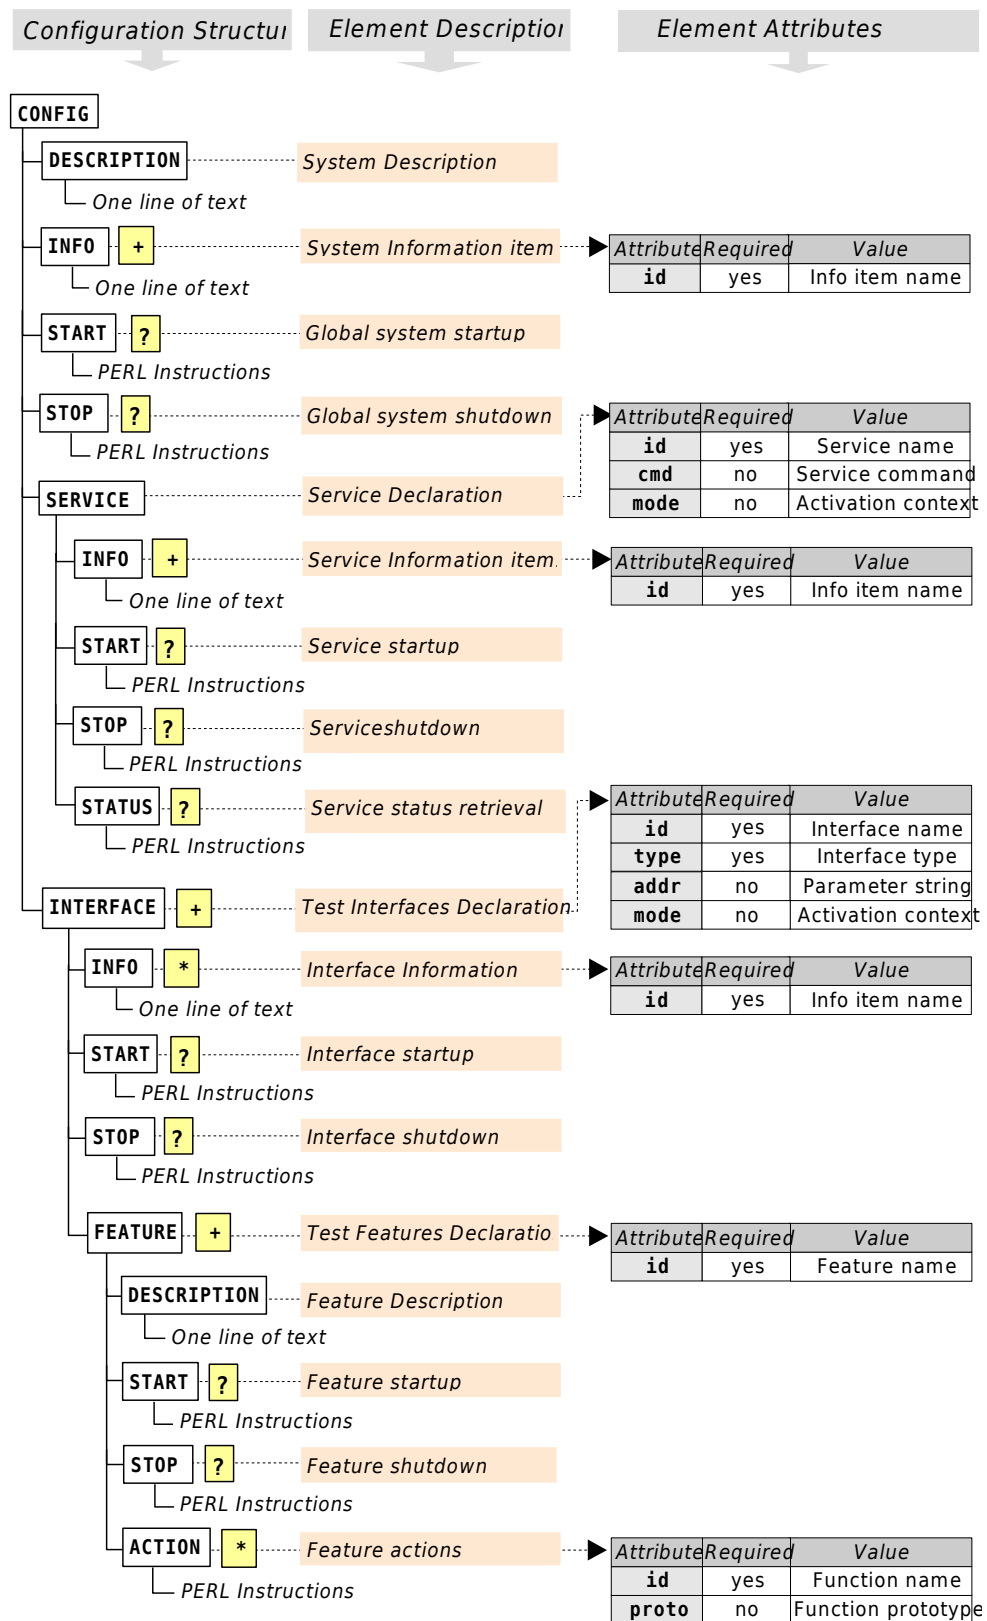 Configuration Structur Element Description Element Attributes
CONFIG
DESCRIPTION System Description
One line of text
INFO + System Information item
Attribute Required Value
id yes Info item name
One line of text
START ? Global system startup
PERL Instructions
STOP ? Global system shutdown
Attribute Required Value
id yes Service name
PERL Instructions
cmd no Service command
SERVICE Service Declaration
mode no Activation context
INFO + Service Information item.
Attribute Required Value
id yes Info item name
One line of text
START ? Service startup
PERL Instructions
STOP ? Serviceshutdown
PERL Instructions
STATUS ? Service status retrieval
Attribute Required Value
id yes Interface name
PERL Instructions
type yes Interface type
addr no Parameter string
INTERFACE + Test Interfaces Declaration
mode no Activation context
INFO * Interface Information
Attribute Required Value
id yes Info item name
One line of text
START ? Interface startup
PERL Instructions
STOP ? Interface shutdown
PERL Instructions
FEATURE + Test Features Declaratio
Attribute Required Value
id yes Feature name
DESCRIPTION Feature Description
One line of text
START ? Feature startup
PERL Instructions
STOP ? Feature shutdown
PERL Instructions
ACTION * Feature actions
Attribute Required Value
id yes Function name
PERL Instructions
proto no Function prototype